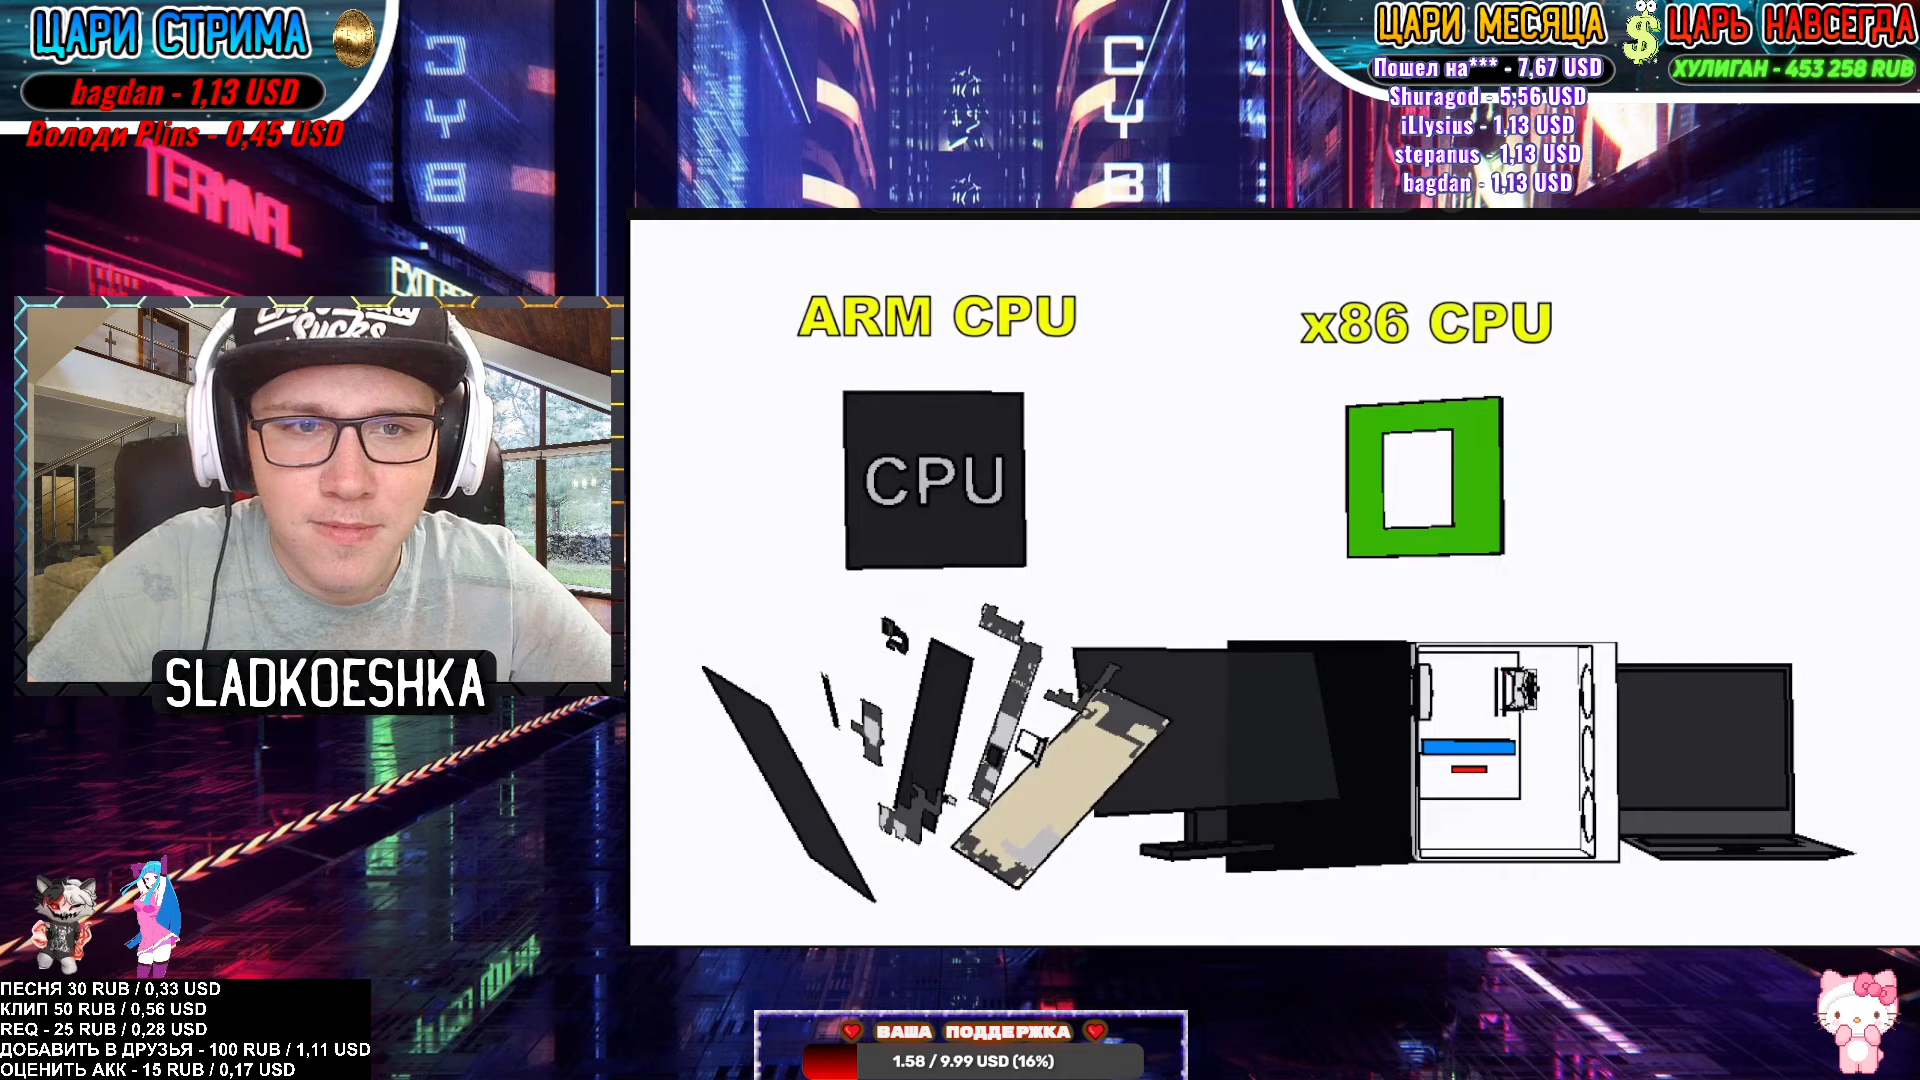 ЦАРИ СТРИМА
bagdan - 1,13 USD
Володи Plins - 0,45 USD
ЦАРИ МЕСЯЦА
Пошел на*** - 7,67 USD
Shuragod - 5,56 USD
iLlysius - 1,13 USD
stepanus - 1,13 USD
bagdan - 1,13 USD
ЦАРЬ НАВСЕГДА
ХУЛИГАН - 453 258 RUB
TERMINAL
CYB
Sucks
SLADKOESHKA
ARM CPU
x86 CPU
CPU
ПЕСНЯ 30 RUB / 0,33 USD
КЛИП 50 RUB / 0,56 USD
REQ - 25 RUB / 0,28 USD
ДОБАВИТЬ В ДРУЗЬЯ - 100 RUB / 1,11 USD
ОЦЕНИТЬ АКК - 15 RUB / 0,17 USD
ВАША ПОДДЕРЖКА
1.58 / 9.99 USD (16%)